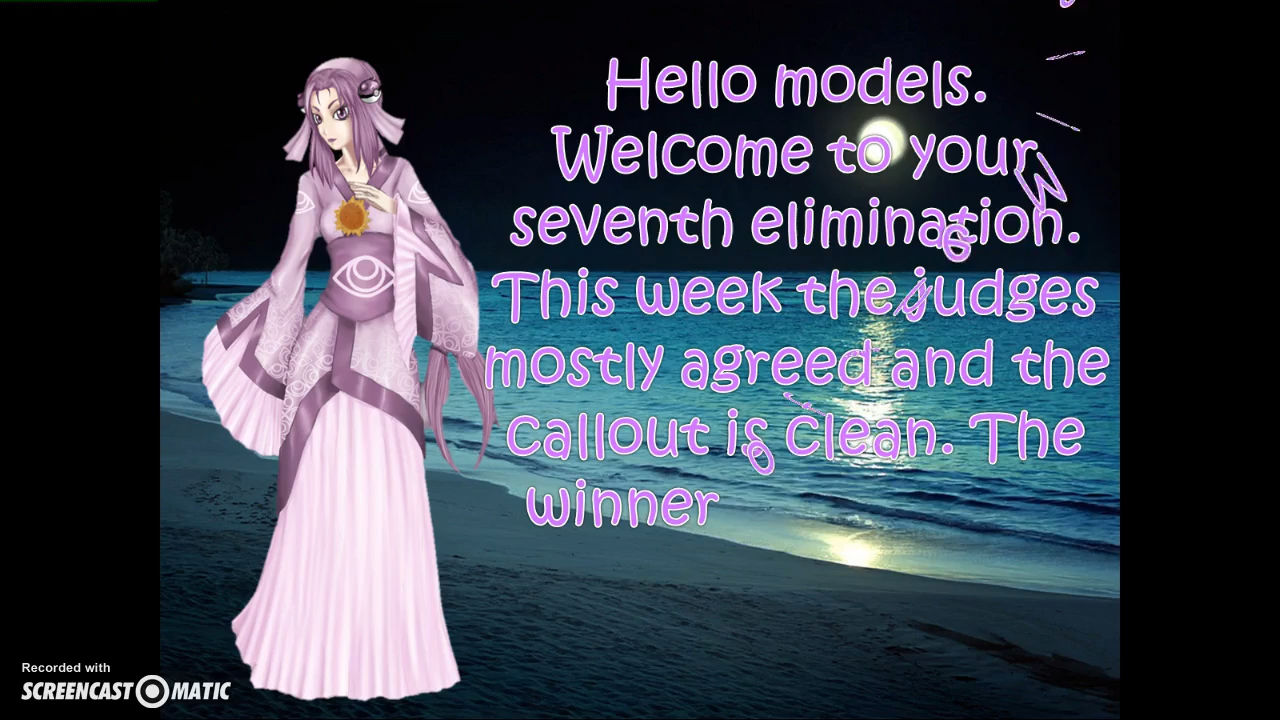 Hello models.
Welcome to your
seventh elimination.
This week the judges
mostly agreed and the
callout is clean. The
winner
Recorded with
SCREENCAST MATIC